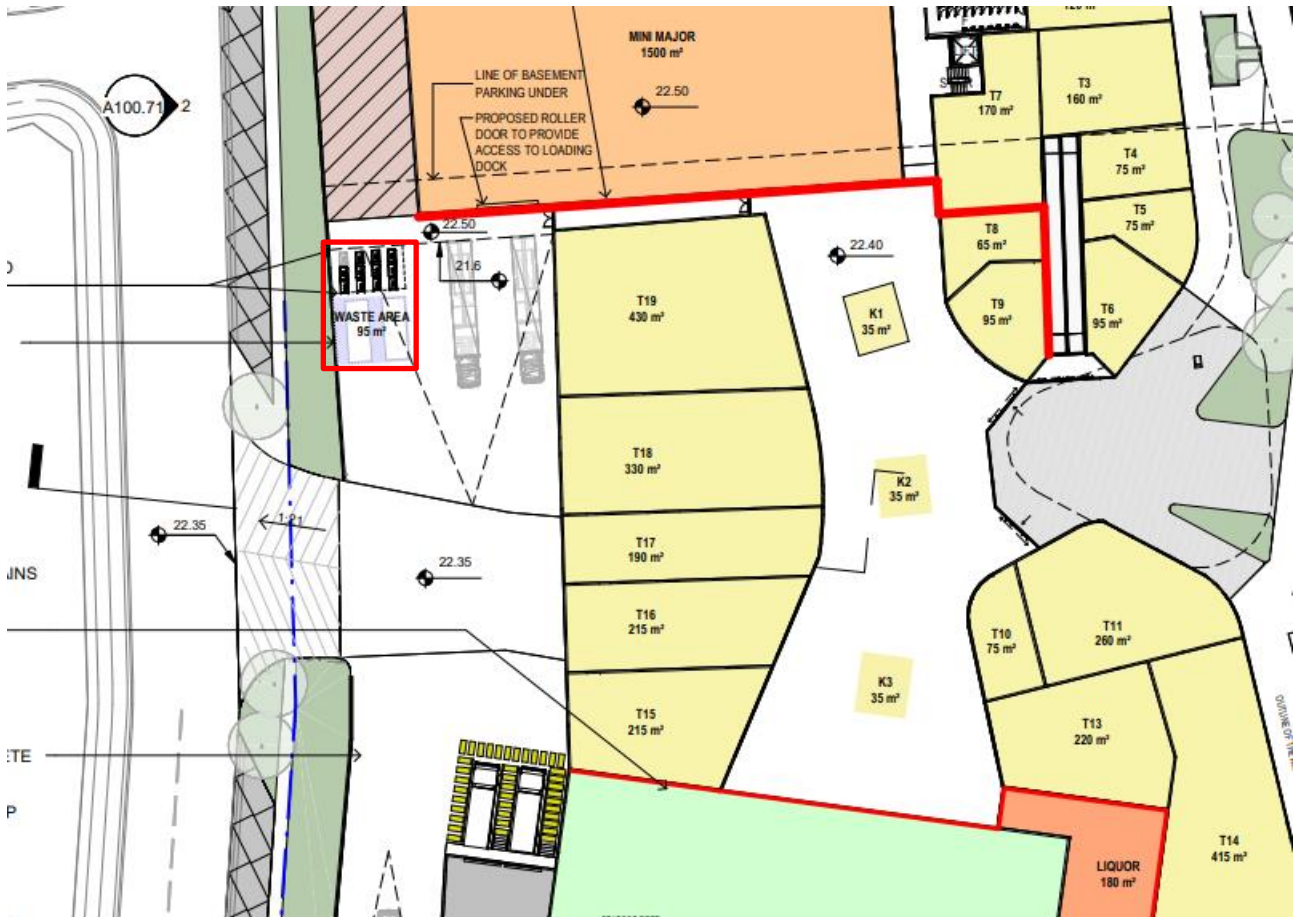 MINI MAJOR
1500 m²
22.50
LINE OF BASEMENT
PARKING UNDER
PROPOSED ROLLER
DOOR TO PROVIDE
ACCESS TO LOADING
DOCK
A100.71
2
T7
170 m²
T3
160 m²
T4
75 m²
T5
75 m²
T8
65 m²
T9
95 m²
T6
95 m²
22.50
21.6
22.40
WASTE AREA
95 m²
T19
430 m²
K1
35 m²
T18
330 m²
K2
35 m²
T17
190 m²
22.35
1:21
22.35
T16
215 m²
T15
215 m²
K3
35 m²
T10
75 m²
T11
260 m²
T13
220 m²
T14
415 m²
LIQUOR
180 m²
INS
ETE
P